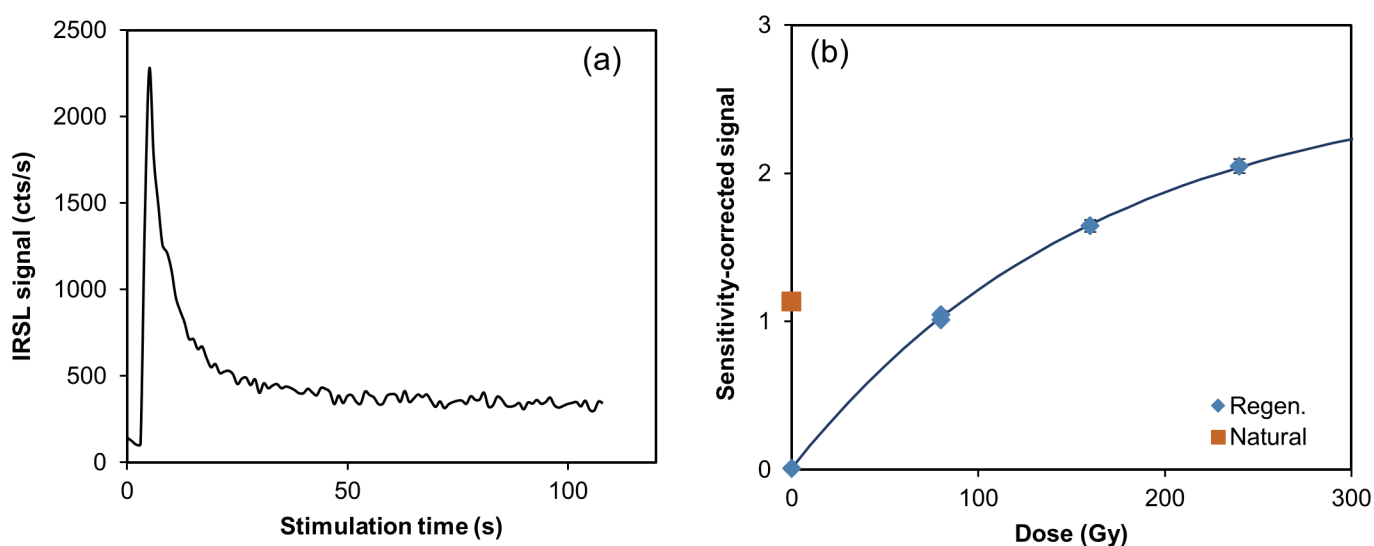 (a)
IRSL signal (cts/s)
2500
2000
1500
1000
500
0
0 50 100
Stimulation time (s)
(b)
Sensitivity-corrected signal
3
2
1
0
Regen.
Natural
0 100 200 300
Dose (Gy)